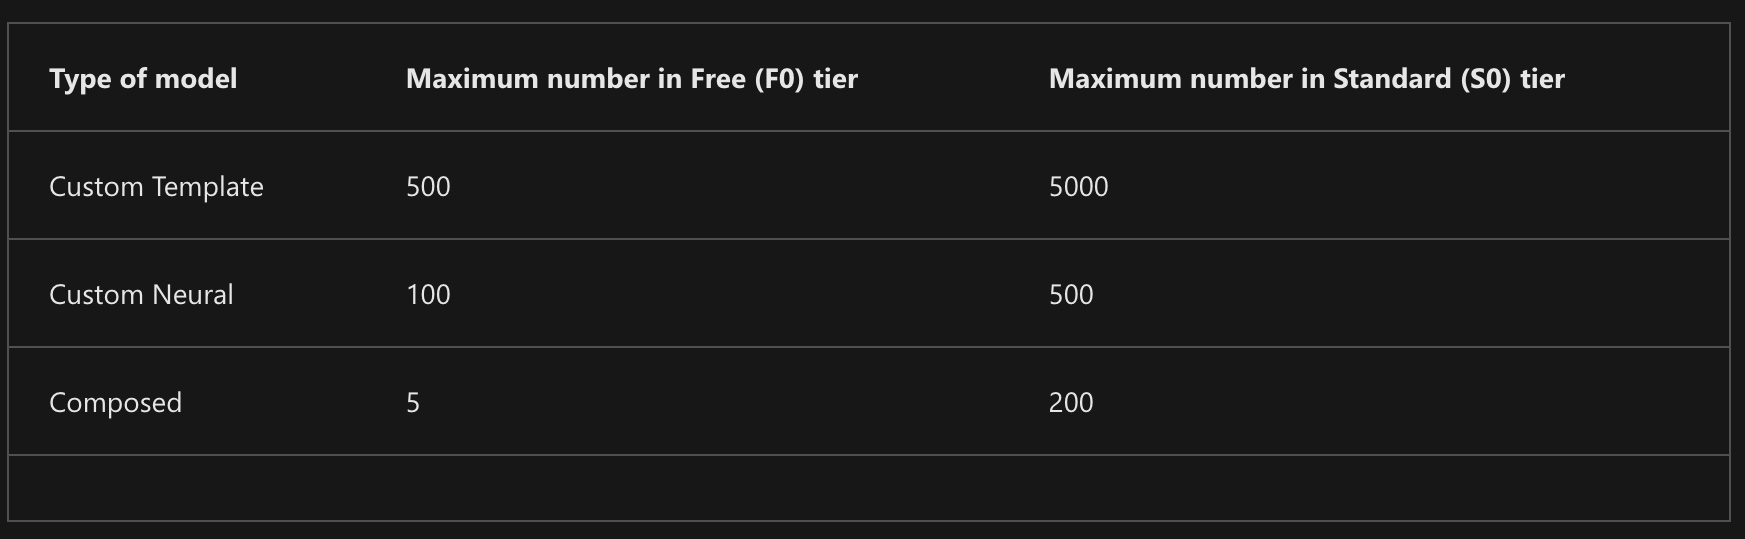 Type of model Maximum number in Free (F0) tier Maximum number in Standard (S0) tier
Custom Template 500 5000
Custom Neural 100 500
Composed 5 200